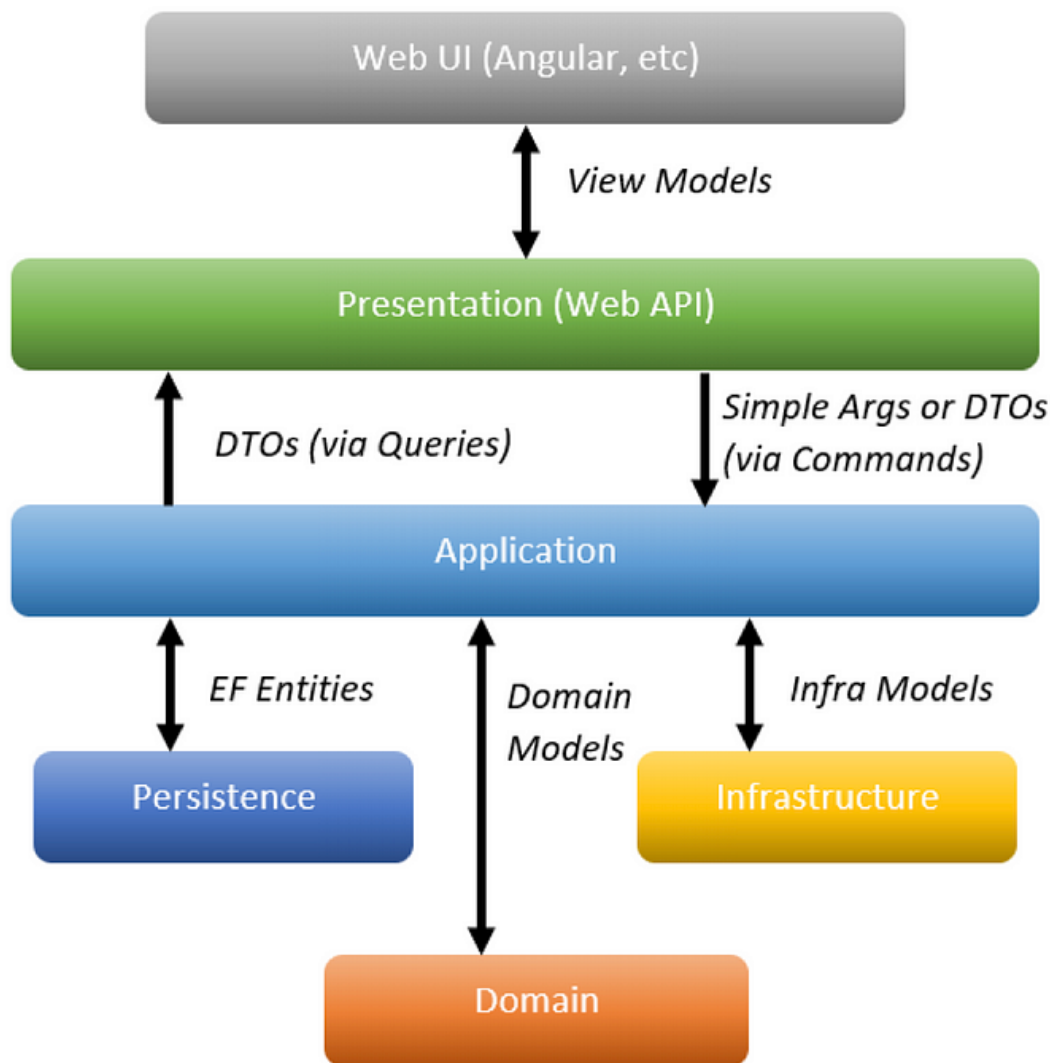 Web UI (Angular, etc)
View Models
Presentation (Web API)
DTOs (via Queries)
Simple Args or DTOs
(via Commands)
Application
EF Entities
Domain
Models
Infra Models
Persistence
Infrastructure
Domain